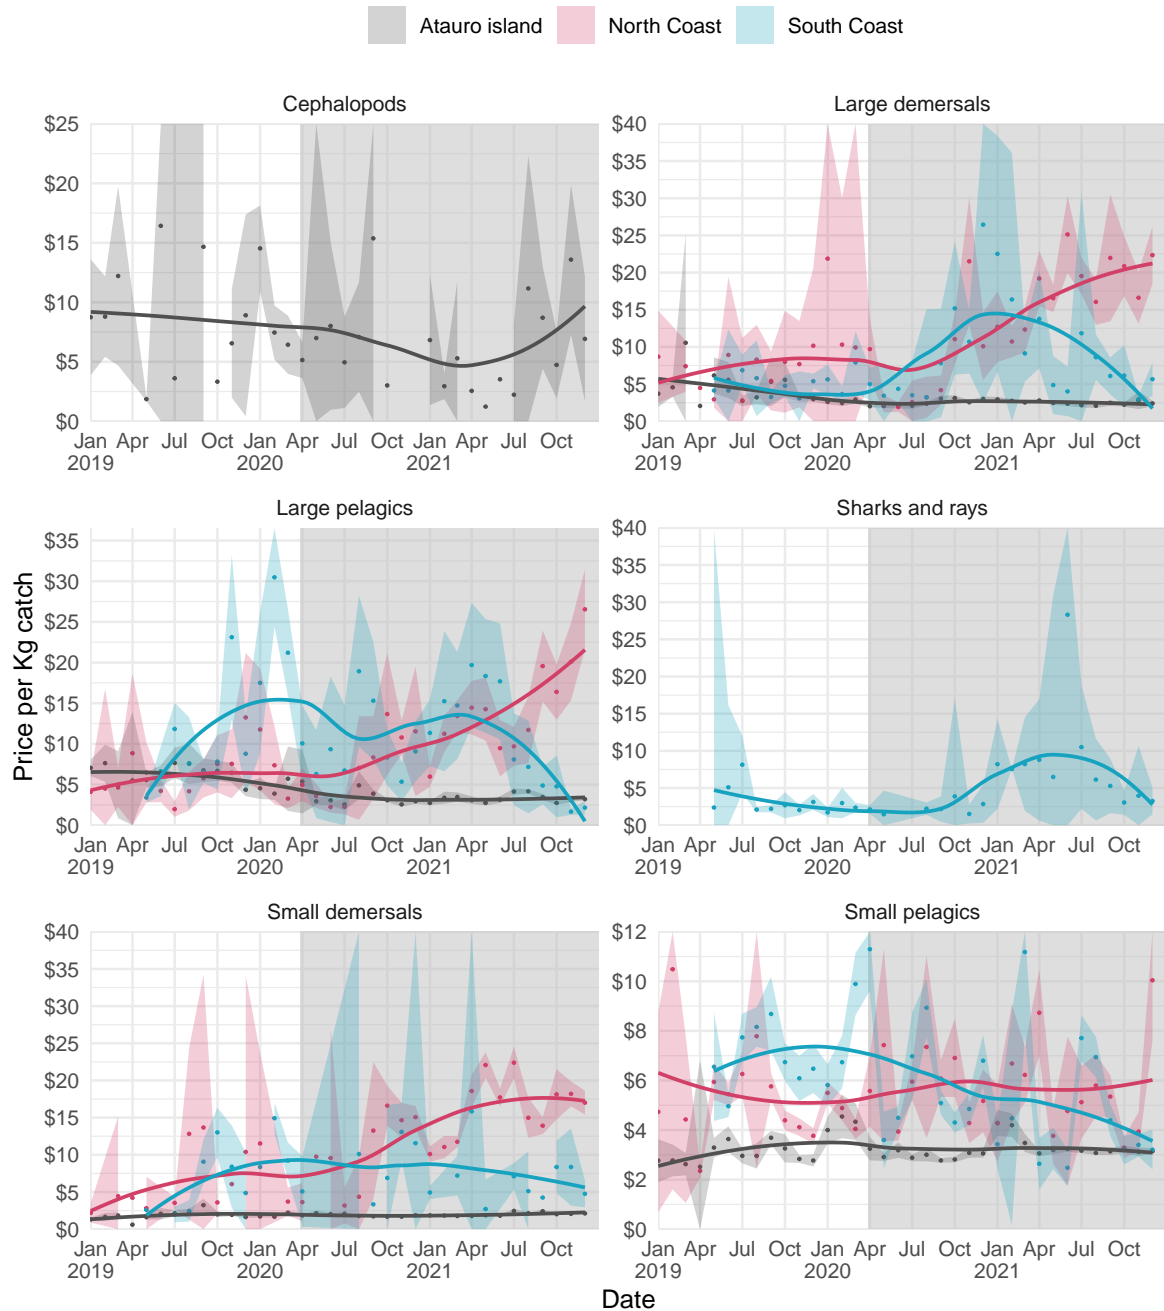 Atauro island North Coast South Coast
Cephalopods Large demersals
$25
$20
$15
$10
$5
$0
$40
$35
$30
$25
$20
$15
$10
$5
$0
Jan Apr Jul Oct Jan Apr Jul Oct Jan Apr Jul Oct
2019 2020 2021
Jan Apr Jul Oct Jan Apr Jul Oct Jan Apr Jul Oct
2019 2020 2021
Large pelagics Sharks and rays
Price per Kg catch
$35
$30
$25
$20
$15
$10
$5
$0
$40
$35
$30
$25
$20
$15
$10
$5
$0
Jan Apr Jul Oct Jan Apr Jul Oct Jan Apr Jul Oct
2019 2020 2021
Jan Apr Jul Oct Jan Apr Jul Oct Jan Apr Jul Oct
2019 2020 2021
Small demersals Small pelagics
$40
$35
$30
$25
$20
$15
$10
$5
$0
$12
$10
$8
$6
$4
$2
$0
Jan Apr Jul Oct Jan Apr Jul Oct Jan Apr Jul Oct
2019 2020 2021
Jan Apr Jul Oct Jan Apr Jul Oct Jan Apr Jul Oct
2019 2020 2021
Date